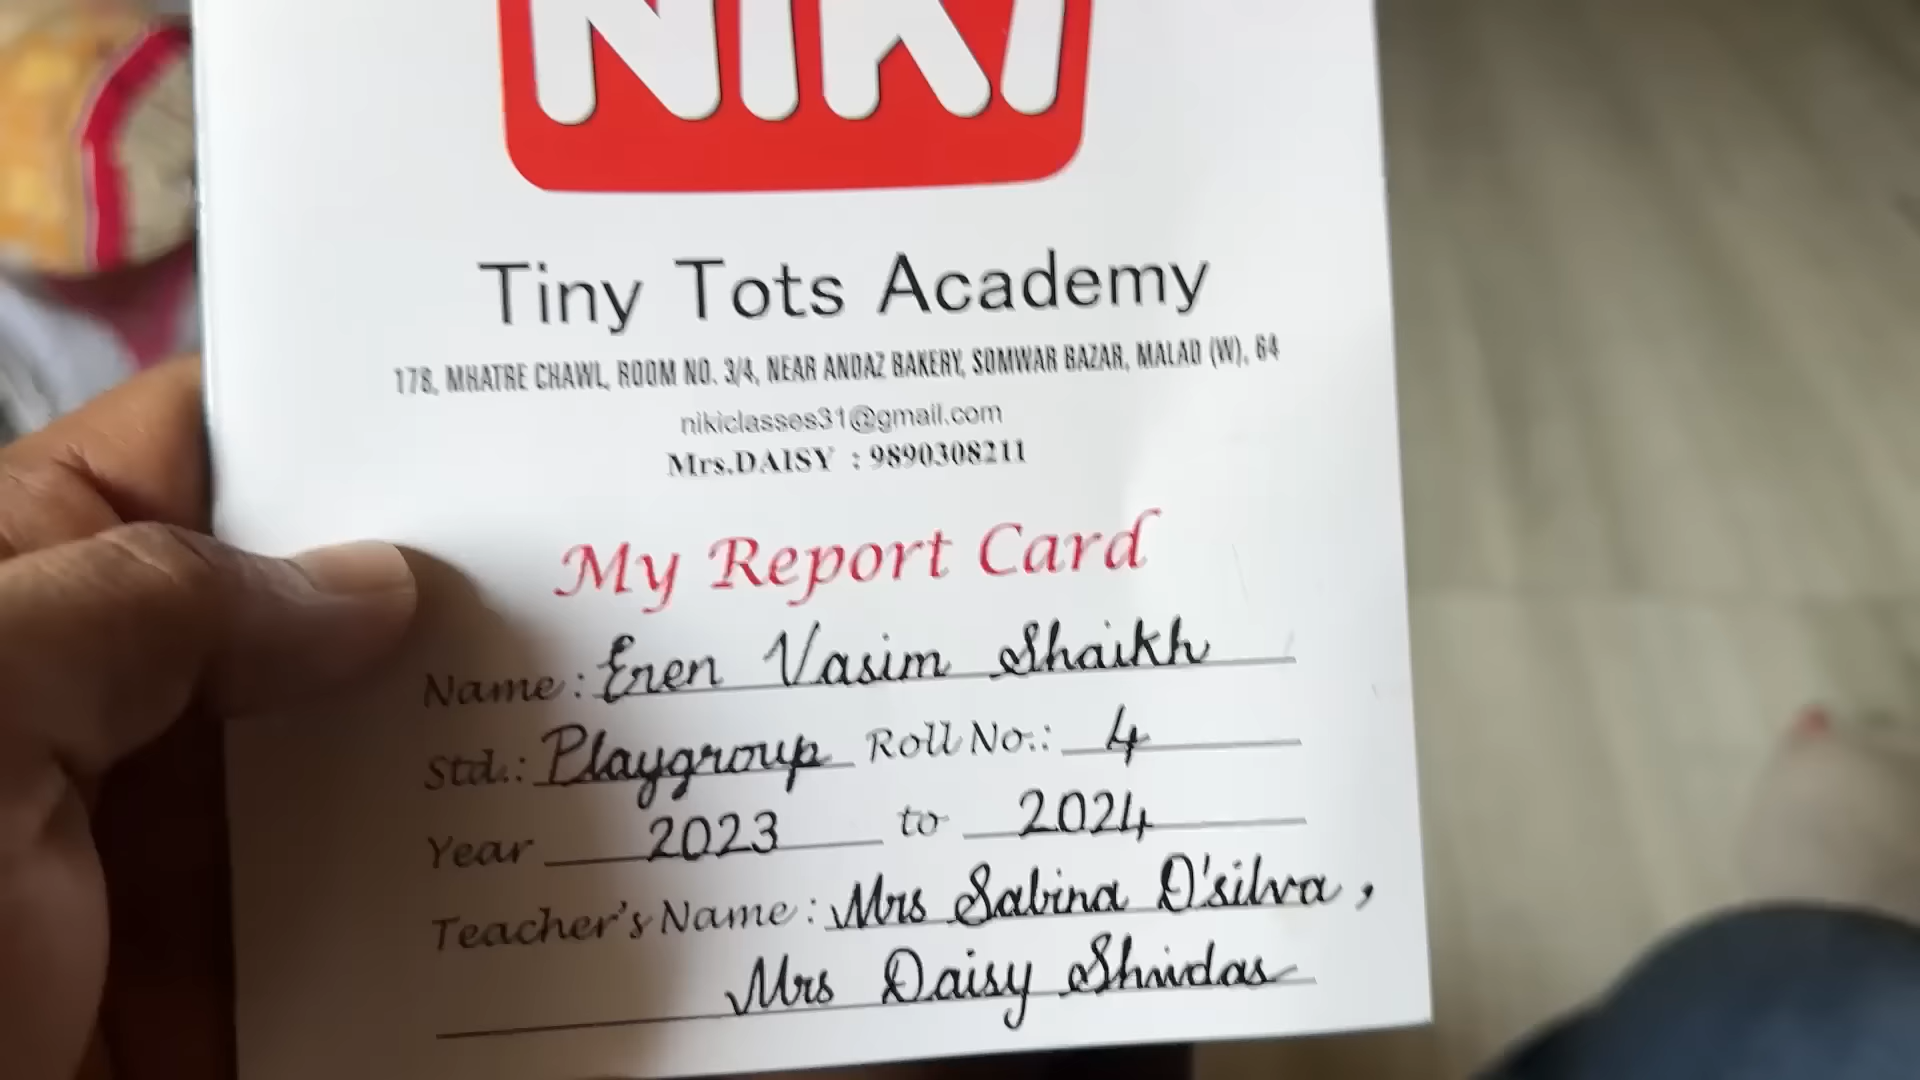 NIKI
Tiny Tots Academy
178, MHATRE CHAWL, ROOM NO. 3/4, NEAR ANDAZ BAKERY, SOMWAR BAZAR, MALAD (W), 64
nikiclasses31@gmail.com
Mrs.DAISY : 9890308211
My Report Card
Name: Eren Vasim Shaikh
Std.: Playgroup Roll No.: 4
Year 2023 to 2024
Teacher's Name: Mrs Sabina D'silva,
Mrs Daisy Shridas